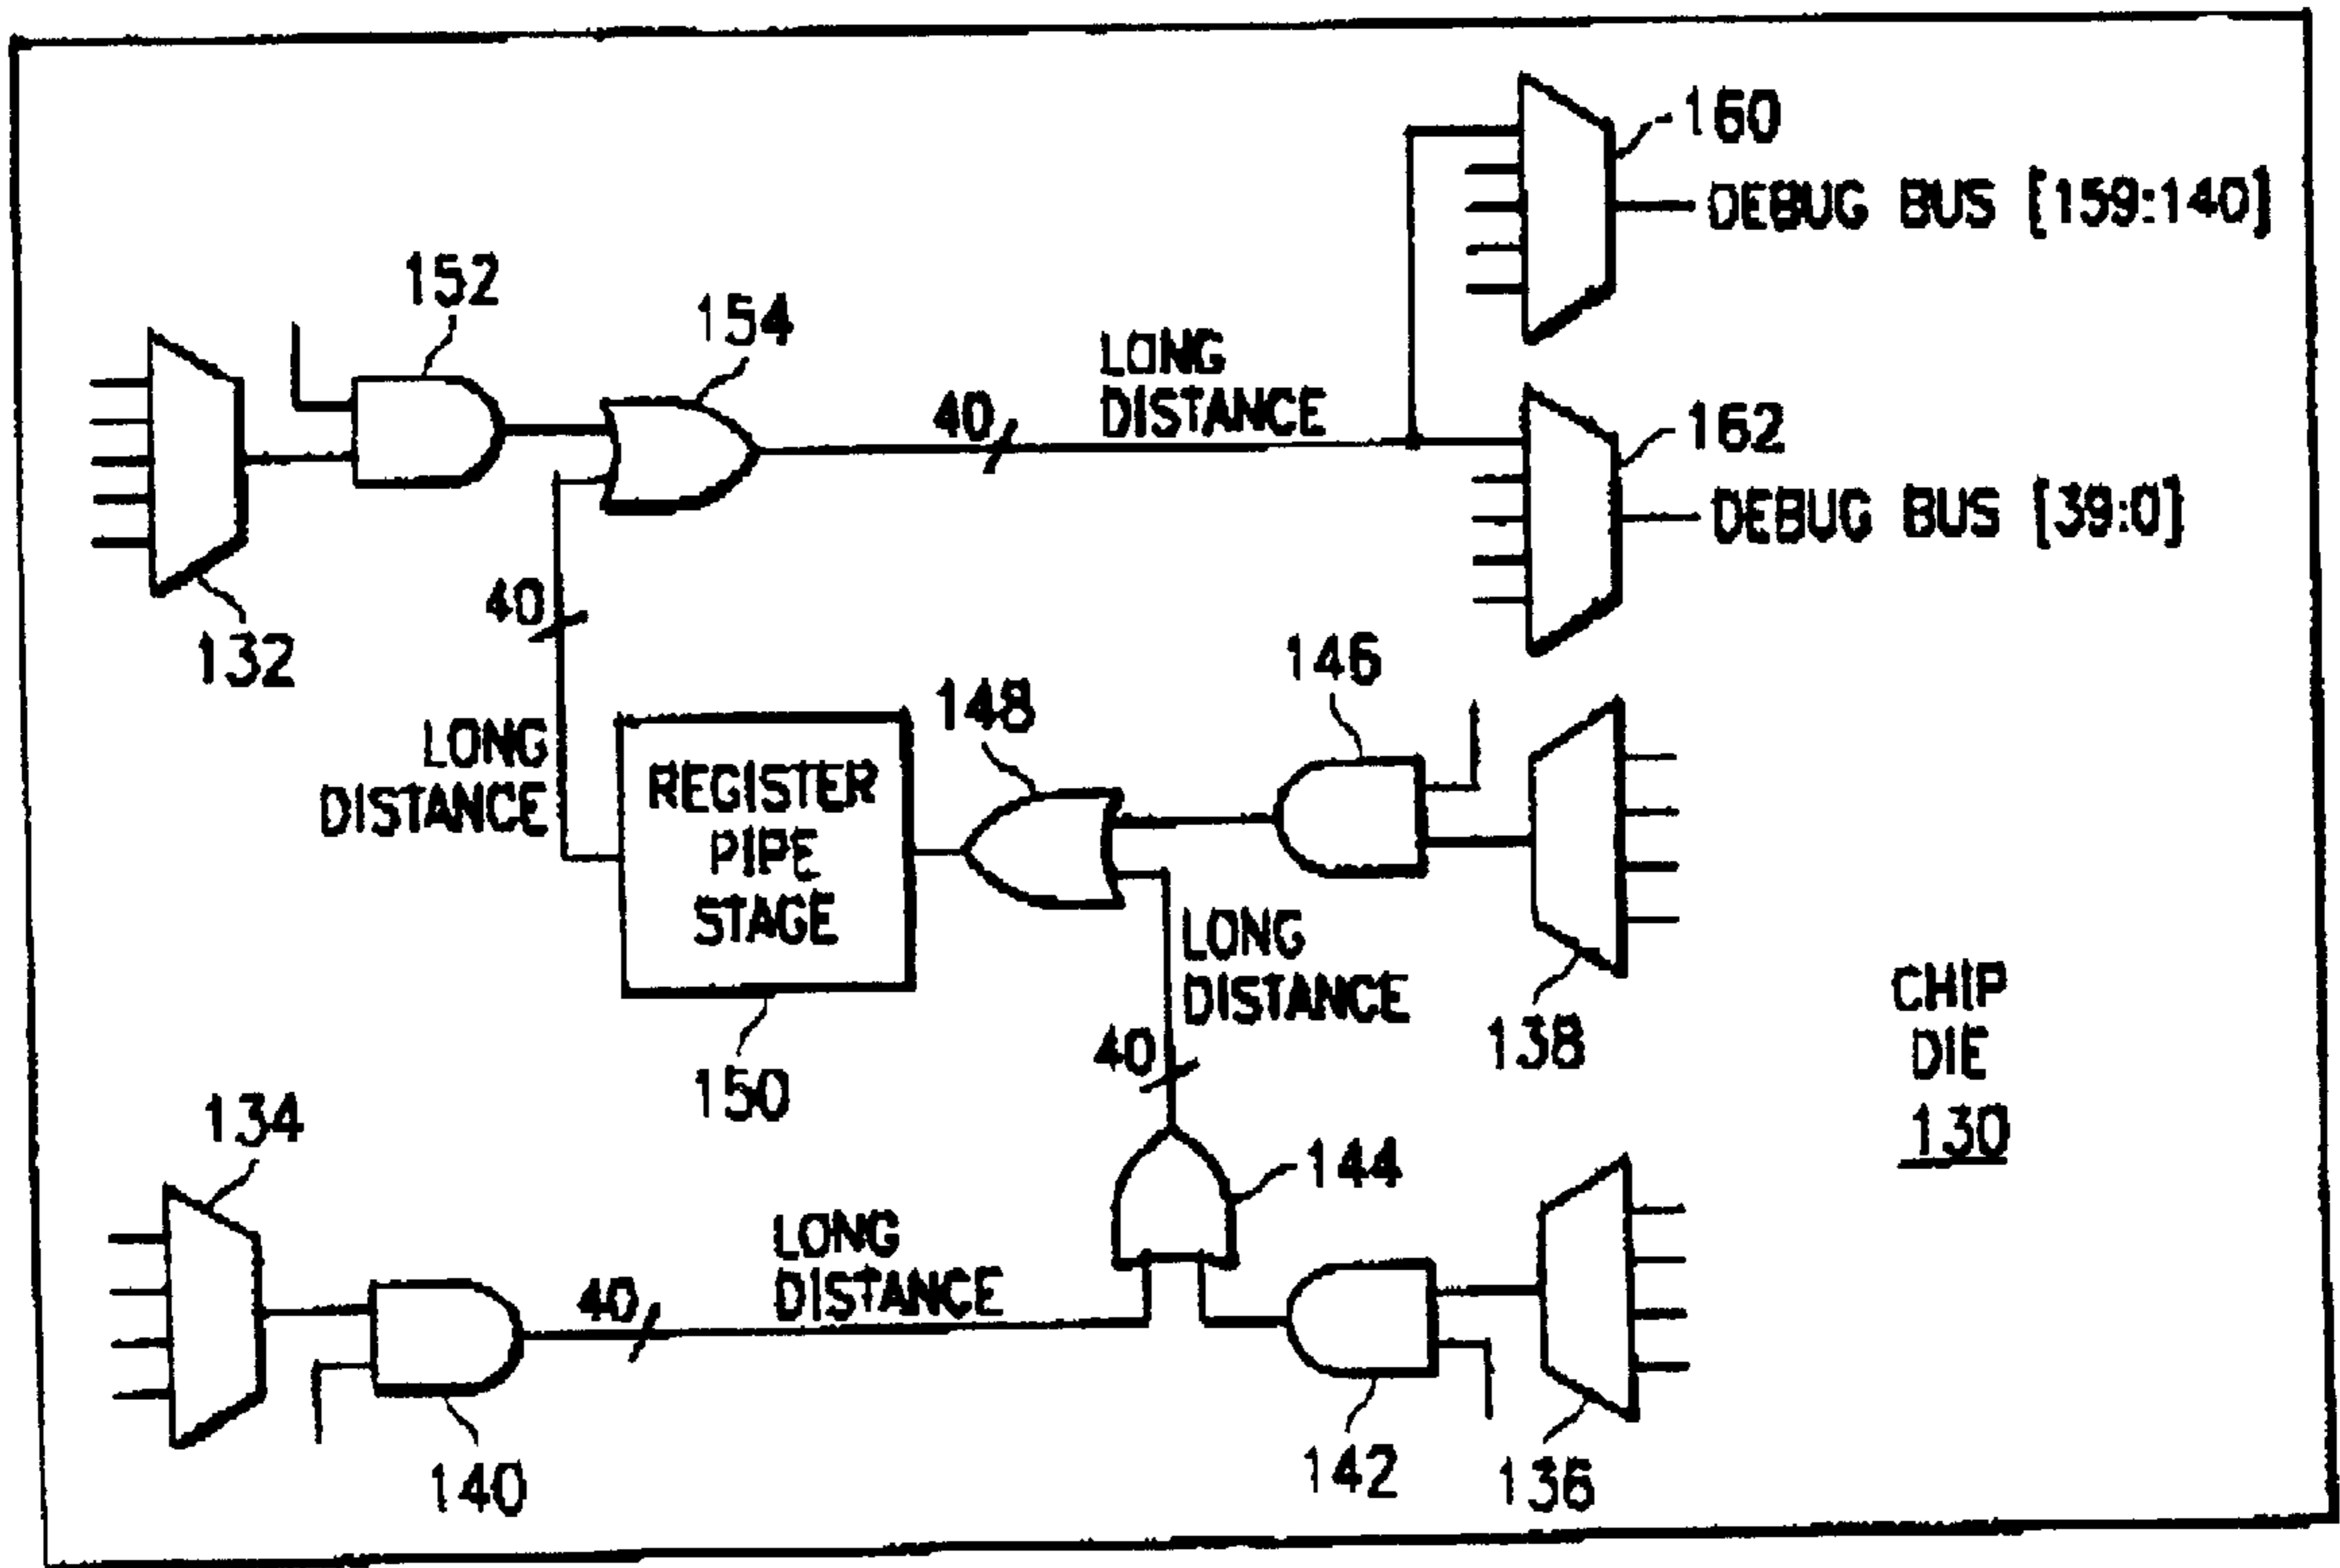 160
DEBUG BUS [159:140]
152
154
LONG
DISTANCE
40
162
DEBUG BUS [39:0]
40
132
146
148
LONG
DISTANCE
REGISTER
PIPE
STAGE
LONG
DISTANCE
CHIP
DIE
130
138
40
150
134
144
LONG
DISTANCE
40
140
142
136